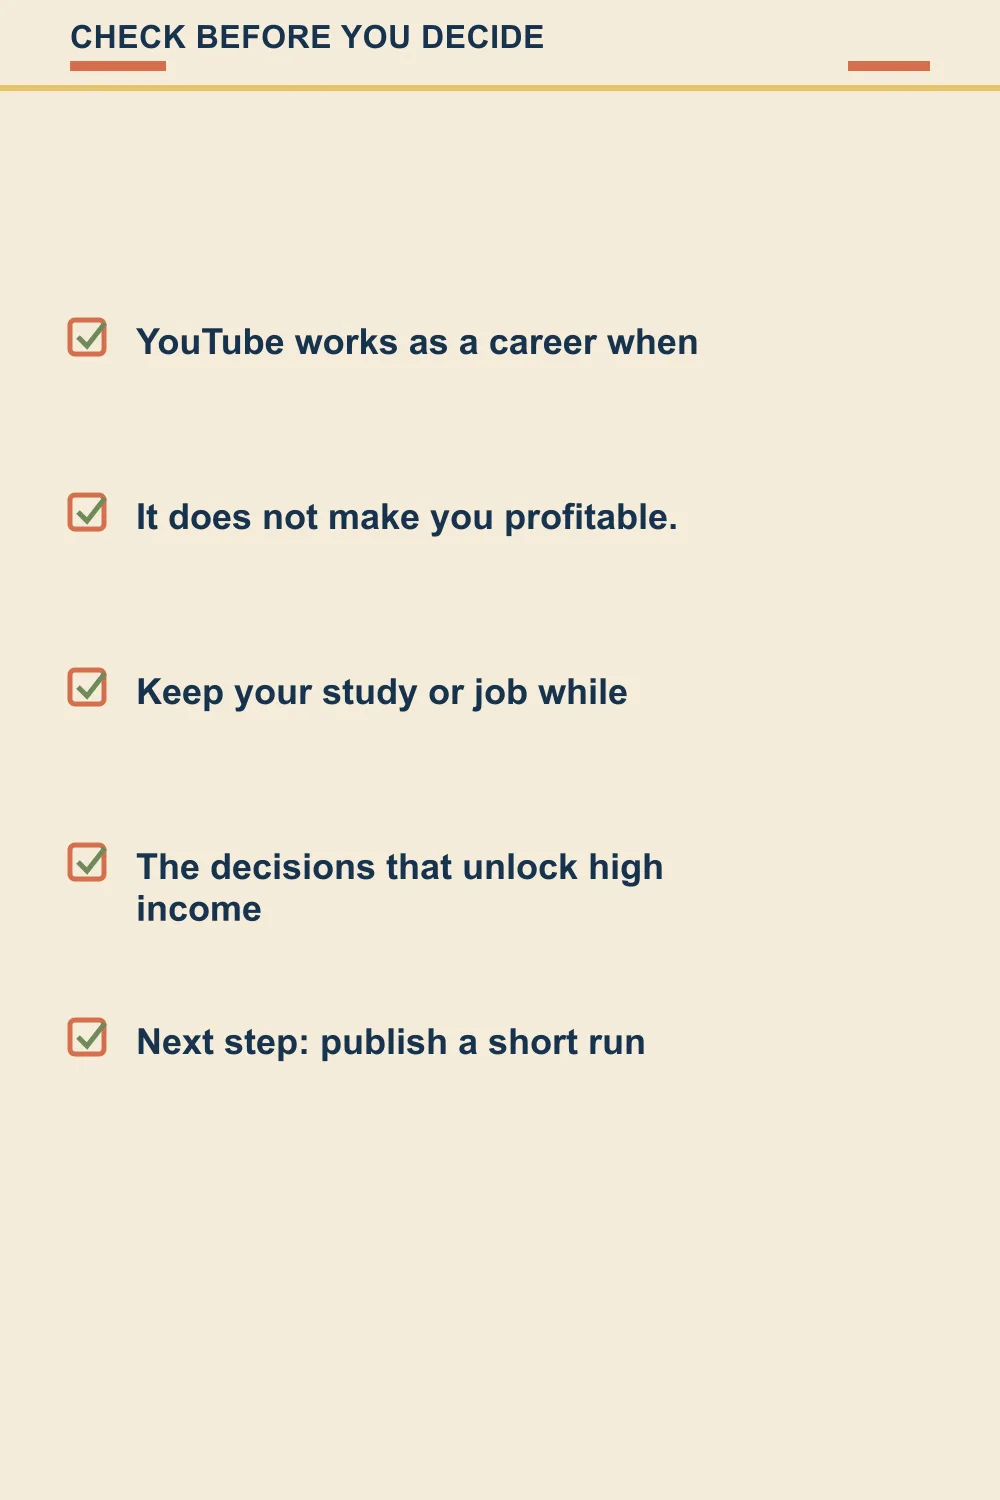 CHECK BEFORE YOU DECIDE
YouTube works as a career when
It does not make you profitable.
Keep your study or job while
The decisions that unlock high
income
Next step: publish a short run